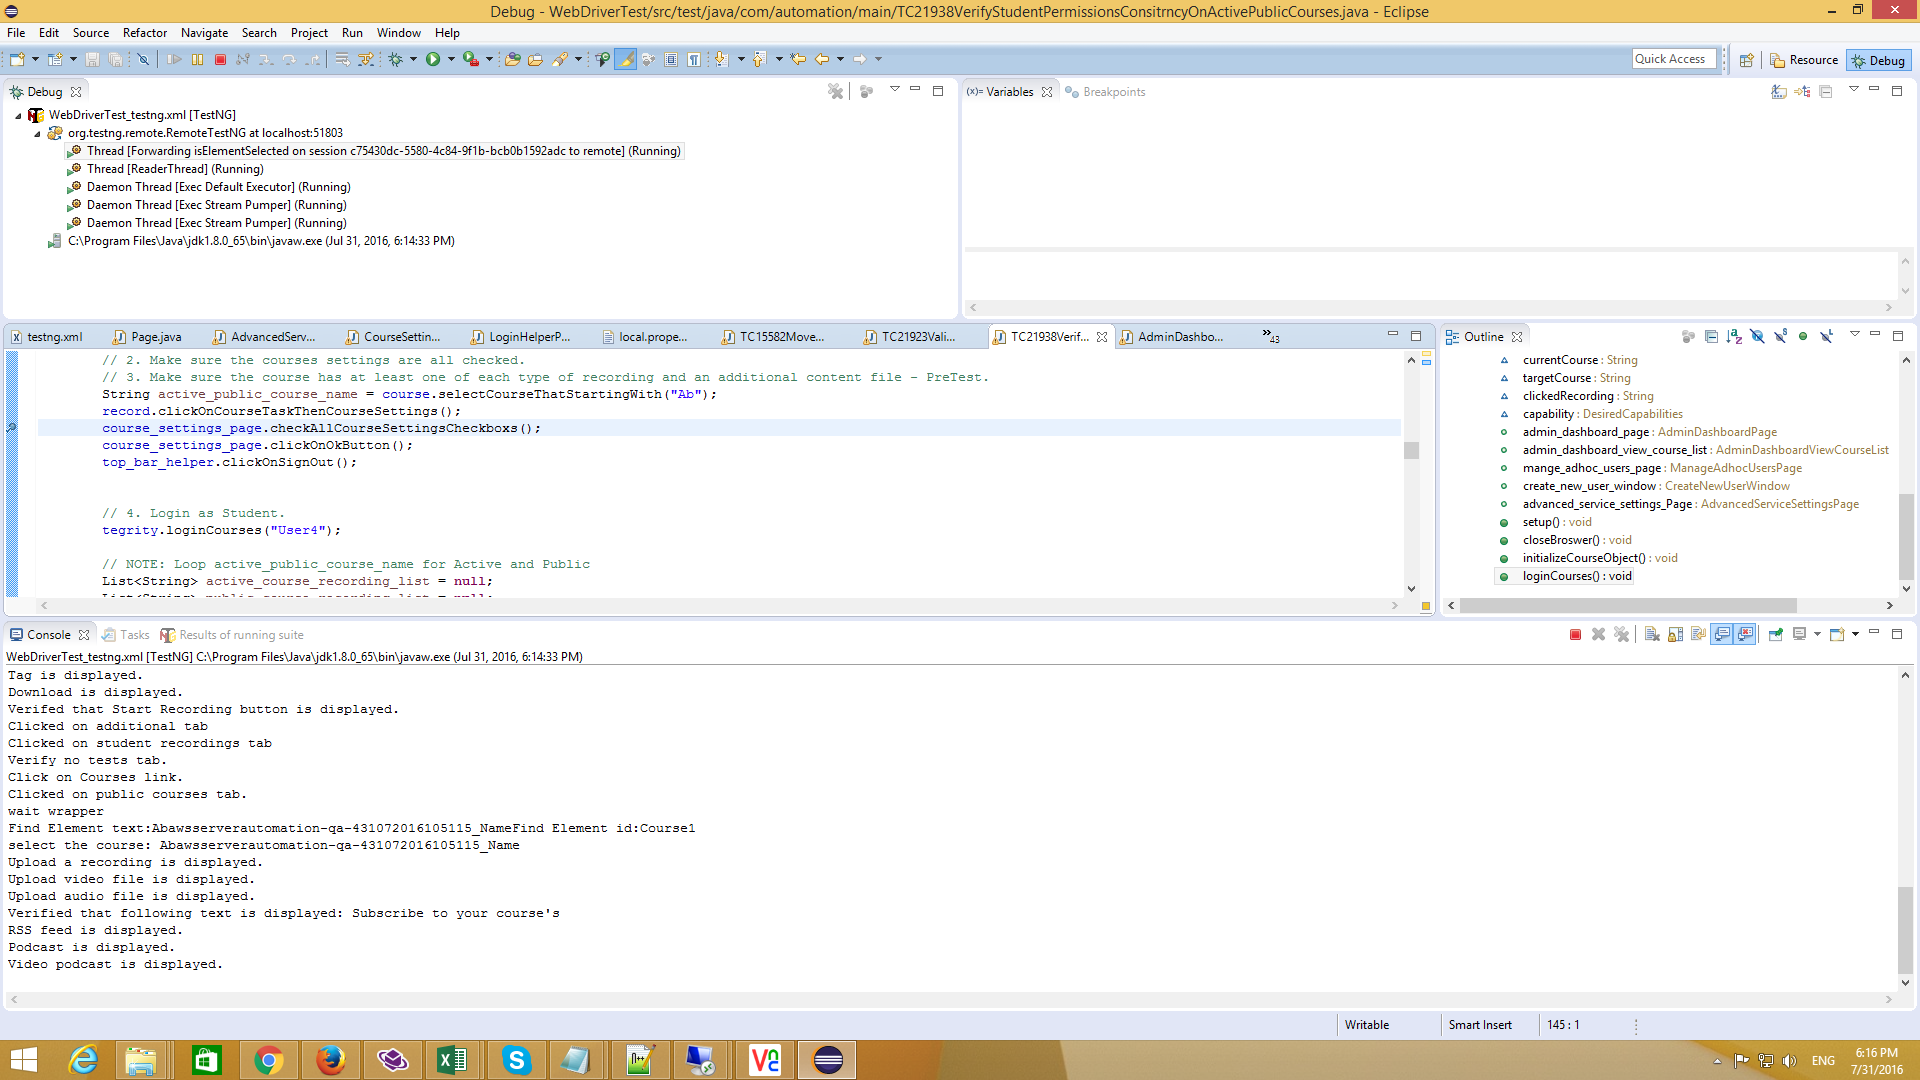 Debug - WebDriverTest/src/test/java/com/automation/main/TC21938VerifyStudentPermissionsConsitrncyOnActivePublicCourses.java - Eclipse
File Edit Source Refactor Navigate Search Project Run Window Help
Quick Access Resource Debug
Debug
WebDriverTest_testng.xml [TestNG]
org.testng.remote.RemoteTestNG at localhost:51803
Thread [Forwarding isElementSelected on session c75430dc-5580-4c84-9f1b-bcb0b1592adc to remote] (Running)
Thread [ReaderThread] (Running)
Daemon Thread [Exec Default Executor] (Running)
Daemon Thread [Exec Stream Pumper] (Running)
Daemon Thread [Exec Stream Pumper] (Running)
C:\Program Files\Java\jdk1.8.0_65\bin\javaw.exe (Jul 31, 2016, 6:14:33 PM)
(x)= Variables Breakpoints
testng.xml Page.java AdvancedServ... CourseSettin... LoginHelperP... local.prope... TC15582Move... TC21923Vali... TC21938Verif... AdminDashbo... »43
// 2. Make sure the courses settings are all checked.
// 3. Make sure the course has at least one of each type of recording and an additional content file - PreTest.
String active_public_course_name = course.selectCourseThatStartingWith("Ab");
record.clickOnCourseTaskThenCourseSettings();
course_settings_page.checkAllCourseSettingsCheckboxs();
course_settings_page.clickOnOkButton();
top_bar_helper.clickOnSignOut();
// 4. Login as Student.
tegrity.loginCourses("User4");
// NOTE: Loop active_public_course_name for Active and Public
List<String> active_course_recording_list = null;
List<String> public_course_recording_list = null;
Outline
currentCourse : String
targetCourse : String
clickedRecording : String
capability : DesiredCapabilities
admin_dashboard_page : AdminDashboardPage
admin_dashboard_view_course_list : AdminDashboardViewCourseList
mange_adhoc_users_page : ManageAdhocUsersPage
create_new_user_window : CreateNewUserWindow
advanced_service_settings_Page : AdvancedServiceSettingsPage
setup() : void
closeBroswer() : void
initializeCourseObject() : void
loginCourses() : void
Console Tasks Results of running suite
WebDriverTest_testng.xml [TestNG] C:\Program Files\Java\jdk1.8.0_65\bin\javaw.exe (Jul 31, 2016, 6:14:33 PM)
Tag is displayed.
Download is displayed.
Verifed that Start Recording button is displayed.
Clicked on additional tab
Clicked on student recordings tab
Verify no tests tab.
Click on Courses link.
Clicked on public courses tab.
wait wrapper
Find Element text:Abawsserverautomation-qa-431072016105115_NameFind Element id:Course1
select the course: Abawsserverautomation-qa-431072016105115_Name
Upload a recording is displayed.
Upload video file is displayed.
Upload audio file is displayed.
Verified that following text is displayed: Subscribe to your course's
RSS feed is displayed.
Podcast is displayed.
Video podcast is displayed.
Writable Smart Insert 145 : 1
ENG 6:16 PM
7/31/2016